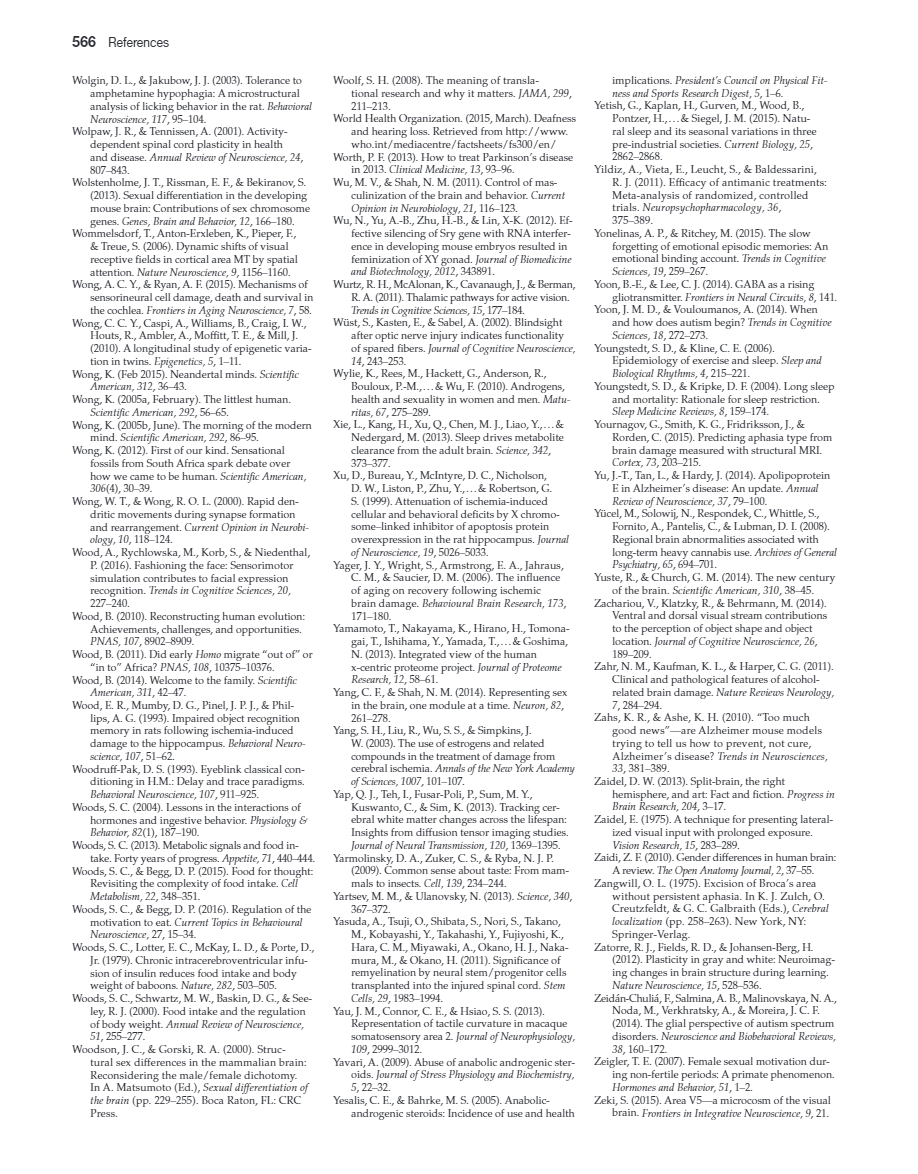 566 References
Wolgin, D. L., & Jakubow, J. J. (2003). Tolerance to
amphetamine hypophagia: A microstructural
analysis of licking behavior in the rat. Behavioral
Neuroscience, 117, 95–104.
Wolpaw, J. R., & Tennissen, A. (2001). Activity-
dependent spinal cord plasticity in health
and disease. Annual Review of Neuroscience, 24,
807–843.
Wolstenholme, J. T., Rissman, E. F., & Bekiranov, S.
(2013). Sexual differentiation in the developing
mouse brain: Contributions of sex chromosome
genes. Genes, Brain and Behavior, 12, 166–180.
Wommelsdorf, T., Anton-Erxleben, K., Pieper, F.,
& Treue, S. (2006). Dynamic shifts of visual
receptive fields in cortical area MT by spatial
attention. Nature Neuroscience, 9, 1156–1160.
Wong, A. C. Y., & Ryan, A. F. (2015). Mechanisms of
sensorineural cell damage, death and survival in
the cochlea. Frontiers in Aging Neuroscience, 7, 58.
Wong, C. C. Y., Caspi, A., Williams, B., Craig, I. W.,
Houts, R., Ambler, A., Moffitt, T. E., & Mill, J.
(2010). A longitudinal study of epigenetic varia-
tion in twins. Epigenetics, 5, 1–11.
Wong, K. (Feb 2015). Neandertal minds. Scientific
American, 312, 36–43.
Wong, K. (2005a, February). The littlest human.
Scientific American, 292, 56–65.
Wong, K. (2005b, June). The morning of the modern
mind. Scientific American, 292, 86–95.
Wong, K. (2012). First of our kind. Sensational
fossils from South Africa spark debate over
how we came to be human. Scientific American,
306(4), 30–39.
Wong, W. T., & Wong, R. O. L. (2000). Rapid den-
dritic movements during synapse formation
and rearrangement. Current Opinion in Neurobi-
ology, 10, 118–124.
Wood, A., Rychlowska, M., Korb, S., & Niedenthal,
P. (2016). Fashioning the face: Sensorimotor
simulation contributes to facial expression
recognition. Trends in Cognitive Sciences, 20,
227–240.
Wood, B. (2010). Reconstructing human evolution:
Achievements, challenges, and opportunities.
PNAS, 107, 8902–8909.
Wood, B. (2011). Did early Homo migrate “out of” or
“in to” Africa? PNAS, 108, 10375–10376.
Wood, B. (2014). Welcome to the family. Scientific
American, 311, 42–47.
Wood, E. R., Mumby, D. G., Pinel, J. P. J., & Phil-
lips, A. G. (1993). Impaired object recognition
memory in rats following ischemia-induced
damage to the hippocampus. Behavioral Neuro-
science, 107, 51–62.
Woodruff-Pak, D. S. (1993). Eyeblink classical con-
ditioning in H.M.: Delay and trace paradigms.
Behavioral Neuroscience, 107, 911–925.
Woods, S. C. (2004). Lessons in the interactions of
hormones and ingestive behavior. Physiology &
Behavior, 82(1), 187–190.
Woods, S. C. (2013). Metabolic signals and food in-
take. Forty years of progress. Appetite, 71, 440–444.
Woods, S. C., & Begg, D. P. (2015). Food for thought:
Revisiting the complexity of food intake. Cell
Metabolism, 22, 348–351.
Woods, S. C., & Begg, D. P. (2016). Regulation of the
motivation to eat. Current Topics in Behavioural
Neuroscience, 27, 15–34.
Woods, S. C., Lotter, E. C., McKay, L. D., & Porte, D.,
Jr. (1979). Chronic intracerebroventricular infu-
sion of insulin reduces food intake and body
weight of baboons. Nature, 282, 503–505.
Woods, S. C., Schwartz, M. W., Baskin, D. G., & See-
ley, R. J. (2000). Food intake and the regulation
of body weight. Annual Review of Neuroscience,
51, 255–277.
Woodson, J. C., & Gorski, R. A. (2000). Struc-
tural sex differences in the mammalian brain:
Reconsidering the male/female dichotomy.
In A. Matsumoto (Ed.), Sexual differentiation of
the brain (pp. 229–255). Boca Raton, FL: CRC
Press.
Woolf, S. H. (2008). The meaning of transla-
tional research and why it matters. JAMA, 299,
211–213.
World Health Organization. (2015, March). Deafness
and hearing loss. Retrieved from http://www.
who.int/mediacentre/factsheets/fs300/en/
Worth, P. F. (2013). How to treat Parkinson’s disease
in 2013. Clinical Medicine, 13, 93–96.
Wu, M. V., & Shah, N. M. (2011). Control of mas-
culinization of the brain and behavior. Current
Opinion in Neurobiology, 21, 116–123.
Wu, N., Yu, A.-B., Zhu, H.-B., & Lin, X-K. (2012). Ef-
fective silencing of Sry gene with RNA interfer-
ence in developing mouse embryos resulted in
feminization of XY gonad. Journal of Biomedicine
and Biotechnology, 2012, 343891.
Wurtz, R. H., McAlonan, K., Cavanaugh, J., & Berman,
R. A. (2011). Thalamic pathways for active vision.
Trends in Cognitive Sciences, 15, 177–184.
Wüst, S., Kasten, E., & Sabel, A. (2002). Blindsight
after optic nerve injury indicates functionality
of spared fibers. Journal of Cognitive Neuroscience,
14, 243–253.
Wylie, K., Rees, M., Hackett, G., Anderson, R.,
Bouloux, P.-M.,… & Wu, F. (2010). Androgens,
health and sexuality in women and men. Matu-
ritas, 67, 275–289.
Xie, L., Kang, H., Xu, Q., Chen, M. J., Liao, Y.,… &
Nedergard, M. (2013). Sleep drives metabolite
clearance from the adult brain. Science, 342,
373–377.
Xu, D., Bureau, Y., McIntyre, D. C., Nicholson,
D. W., Liston, P., Zhu, Y.,… & Robertson, G.
S. (1999). Attenuation of ischemia-induced
cellular and behavioral deficits by X chromo-
some–linked inhibitor of apoptosis protein
overexpression in the rat hippocampus. Journal
of Neuroscience, 19, 5026–5033.
Yager, J. Y., Wright, S., Armstrong, E. A., Jahraus,
C. M., & Saucier, D. M. (2006). The influence
of aging on recovery following ischemic
brain damage. Behavioural Brain Research, 173,
171–180.
Yamamoto, T., Nakayama, K., Hirano, H., Tomona-
gai, T., Ishihama, Y., Yamada, T.,… & Goshima,
N. (2013). Integrated view of the human
x-centric proteome project. Journal of Proteome
Research, 12, 58–61.
Yang, C. F., & Shah, N. M. (2014). Representing sex
in the brain, one module at a time. Neuron, 82,
261–278.
Yang, S. H., Liu, R., Wu, S. S., & Simpkins, J.
W. (2003). The use of estrogens and related
compounds in the treatment of damage from
cerebral ischemia. Annals of the New York Academy
of Sciences, 1007, 101–107.
Yap, Q. J., Teh, I., Fusar-Poli, P., Sum, M. Y.,
Kuswanto, C., & Sim, K. (2013). Tracking cer-
ebral white matter changes across the lifespan:
Insights from diffusion tensor imaging studies.
Journal of Neural Transmission, 120, 1369–1395.
Yarmolinsky, D. A., Zuker, C. S., & Ryba, N. J. P.
(2009). Common sense about taste: From mam-
mals to insects. Cell, 139, 234–244.
Yartsev, M. M., & Ulanovsky, N. (2013). Science, 340,
367–372.
Yasuda, A., Tsuji, O., Shibata, S., Nori, S., Takano,
M., Kobayashi, Y., Takahashi, Y., Fujiyoshi, K.,
Hara, C. M., Miyawaki, A., Okano, H. J., Naka-
mura, M., & Okano, H. (2011). Significance of
remyelination by neural stem/progenitor cells
transplanted into the injured spinal cord. Stem
Cells, 29, 1983–1994.
Yau, J. M., Connor, C. E., & Hsiao, S. S. (2013).
Representation of tactile curvature in macaque
somatosensory area 2. Journal of Neurophysiology,
109, 2999–3012.
Yavari, A. (2009). Abuse of anabolic androgenic ster-
oids. Journal of Stress Physiology and Biochemistry,
5, 22–32.
Yesalis, C. E., & Bahrke, M. S. (2005). Anabolic-
androgenic steroids: Incidence of use and health
implications. President’s Council on Physical Fit-
ness and Sports Research Digest, 5, 1–6.
Yetish, G., Kaplan, H., Gurven, M., Wood, B.,
Pontzer, H.,… & Siegel, J. M. (2015). Natu-
ral sleep and its seasonal variations in three
pre-industrial societies. Current Biology, 25,
2862–2868.
Yildiz, A., Vieta, E., Leucht, S., & Baldessarini,
R. J. (2011). Efficacy of antimanic treatments:
Meta-analysis of randomized, controlled
trials. Neuropsychopharmacology, 36,
375–389.
Yonelinas, A. P., & Ritchey, M. (2015). The slow
forgetting of emotional episodic memories: An
emotional binding account. Trends in Cognitive
Sciences, 19, 259–267.
Yoon, B.-E., & Lee, C. J. (2014). GABA as a rising
gliotransmitter. Frontiers in Neural Circuits, 8, 141.
Yoon, J. M. D., & Vouloumanos, A. (2014). When
and how does autism begin? Trends in Cognitive
Sciences, 18, 272–273.
Youngstedt, S. D., & Kline, C. E. (2006).
Epidemiology of exercise and sleep. Sleep and
Biological Rhythms, 4, 215–221.
Youngstedt, S. D., & Kripke, D. F. (2004). Long sleep
and mortality: Rationale for sleep restriction.
Sleep Medicine Reviews, 8, 159–174.
Yournagov, G., Smith, K. G., Fridriksson, J., &
Rorden, C. (2015). Predicting aphasia type from
brain damage measured with structural MRI.
Cortex, 73, 203–215.
Yu, J.-T., Tan, L., & Hardy, J. (2014). Apolipoprotein
E in Alzheimer’s disease: An update. Annual
Review of Neuroscience, 37, 79–100.
Yücel, M., Solowij, N., Respondek, C., Whittle, S.,
Fornito, A., Pantelis, C., & Lubman, D. I. (2008).
Regional brain abnormalities associated with
long-term heavy cannabis use. Archives of General
Psychiatry, 65, 694–701.
Yuste, R., & Church, G. M. (2014). The new century
of the brain. Scientific American, 310, 38–45.
Zachariou, V., Klatzky, R., & Behrmann, M. (2014).
Ventral and dorsal visual stream contributions
to the perception of object shape and object
location. Journal of Cognitive Neuroscience, 26,
189–209.
Zahr, N. M., Kaufman, K. L., & Harper, C. G. (2011).
Clinical and pathological features of alcohol-
related brain damage. Nature Reviews Neurology,
7, 284–294.
Zahs, K. R., & Ashe, K. H. (2010). “Too much
good news”—are Alzheimer mouse models
trying to tell us how to prevent, not cure,
Alzheimer’s disease? Trends in Neurosciences,
33, 381–389.
Zaidel, D. W. (2013). Split-brain, the right
hemisphere, and art: Fact and fiction. Progress in
Brain Research, 204, 3–17.
Zaidel, E. (1975). A technique for presenting lateral-
ized visual input with prolonged exposure.
Vision Research, 15, 283–289.
Zaidi, Z. F. (2010). Gender differences in human brain:
A review. The Open Anatomy Journal, 2, 37–55.
Zangwill, O. L. (1975). Excision of Broca’s area
without persistent aphasia. In K. J. Zulch, O.
Creutzfeldt, & G. C. Galbraith (Eds.), Cerebral
localization (pp. 258–263). New York, NY:
Springer-Verlag.
Zatorre, R. J., Fields, R. D., & Johansen-Berg, H.
(2012). Plasticity in gray and white: Neuroimag-
ing changes in brain structure during learning.
Nature Neuroscience, 15, 528–536.
Zeidán-Chuliá, F., Salmina, A. B., Malinovskaya, N. A.,
Noda, M., Verkhratsky, A., & Moreira, J. C. F.
(2014). The glial perspective of autism spectrum
disorders. Neuroscience and Biobehavioral Reviews,
38, 160–172.
Zeigler, T. E. (2007). Female sexual motivation dur-
ing non-fertile periods: A primate phenomenon.
Hormones and Behavior, 51, 1–2.
Zeki, S. (2015). Area V5—a microcosm of the visual
brain. Frontiers in Integrative Neuroscience, 9, 21.